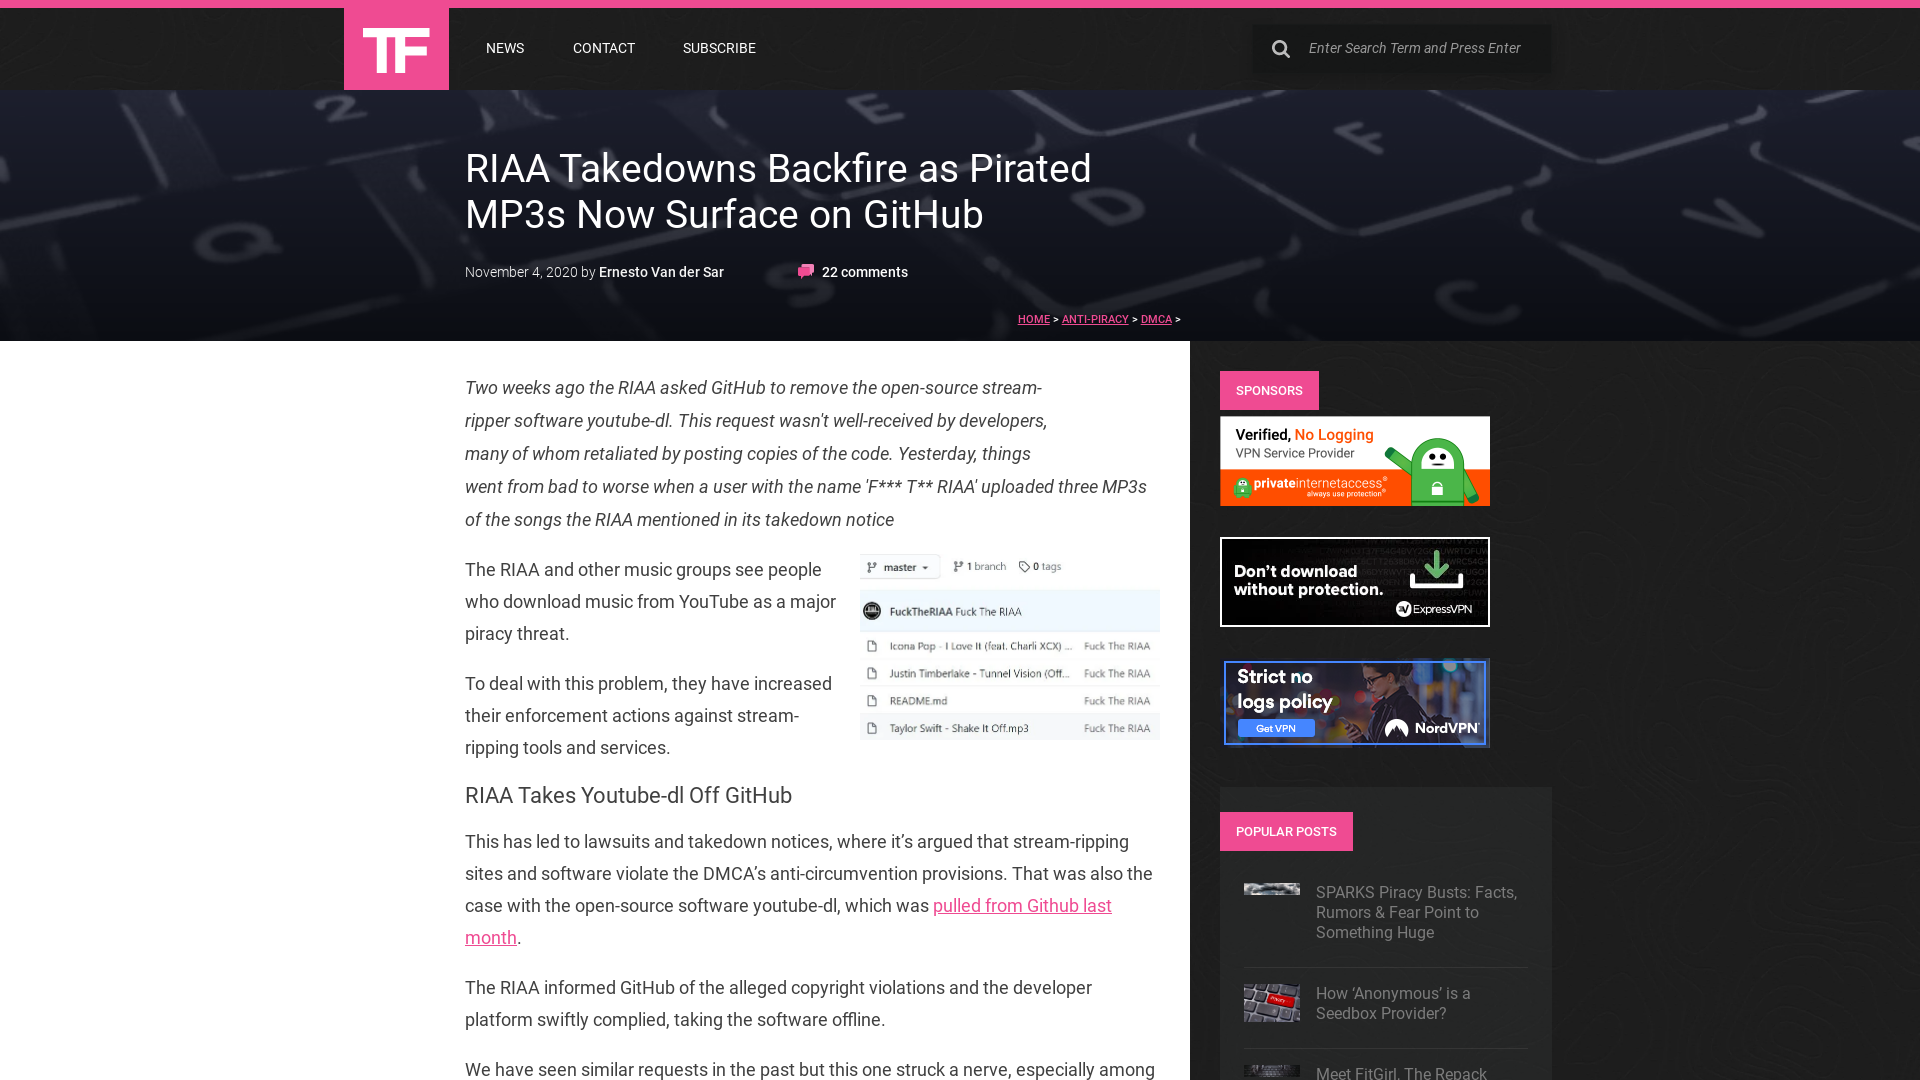 TF
NEWS
CONTACT
SUBSCRIBE
Enter Search Term and Press Enter
RIAA Takedowns Backfire as Pirated
MP3s Now Surface on GitHub
November 4, 2020 by Ernesto Van der Sar
22 comments
HOME > ANTI-PIRACY > DMCA >
Two weeks ago the RIAA asked GitHub to remove the open-source stream-
ripper software youtube-dl. This request wasn't well-received by developers,
many of whom retaliated by posting copies of the code. Yesterday, things
went from bad to worse when a user with the name 'F*** T** RIAA' uploaded three MP3s
of the songs the RIAA mentioned in its takedown notice
The RIAA and other music groups see people
who download music from YouTube as a major
piracy threat.
To deal with this problem, they have increased
their enforcement actions against stream-
ripping tools and services.
master
1 branch
0 tags
FuckTheRIAA Fuck The RIAA
Icona Pop - I Love It (feat. Charli XCX) ... Fuck The RIAA
Justin Timberlake - Tunnel Vision (Off... Fuck The RIAA
README.md Fuck The RIAA
Taylor Swift - Shake It Off.mp3 Fuck The RIAA
RIAA Takes Youtube-dl Off GitHub
This has led to lawsuits and takedown notices, where it’s argued that stream-ripping
sites and software violate the DMCA’s anti-circumvention provisions. That was also the
case with the open-source software youtube-dl, which was pulled from Github last
month.
The RIAA informed GitHub of the alleged copyright violations and the developer
platform swiftly complied, taking the software offline.
We have seen similar requests in the past but this one struck a nerve, especially among
SPONSORS
Verified, No Logging
VPN Service Provider
privateinternetaccess®
always use protection®
Don't download
without protection.
ExpressVPN
Strict no
logs policy
Get VPN
NordVPN
POPULAR POSTS
SPARKS Piracy Busts: Facts,
Rumors & Fear Point to
Something Huge
How ‘Anonymous’ is a
Seedbox Provider?
Meet FitGirl, The Repack